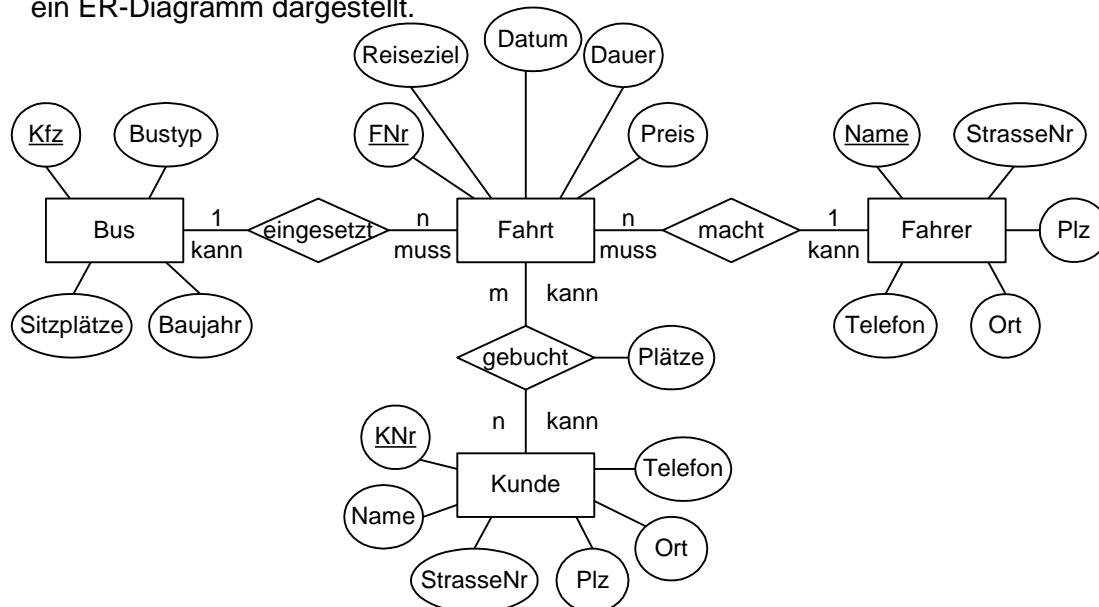 ein ER-Diagramm dargestellt.
Reiseziel
Datum
Dauer
Kfz
Bustyp
FNr
Preis
Name
StrasseNr
Bus
1
kann
eingesetzt
n
muss
Fahrt
n
muss
macht
1
kann
Fahrer
Plz
Sitzplätze
Baujahr
m kann
Telefon
Ort
gebucht
Plätze
n kann
KNr
Kunde
Telefon
Name
Ort
StrasseNr
Plz